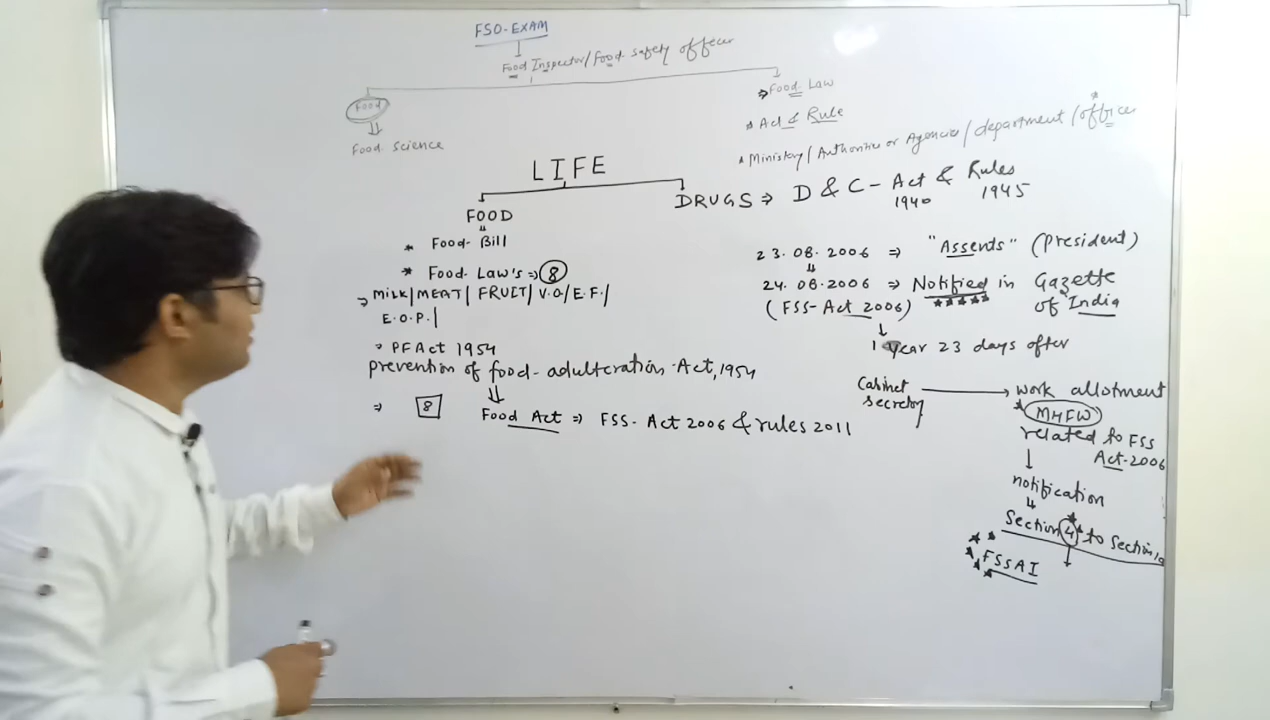 FSO-EXAM
Food Inspector/Food safety officer
Food
Food science
⇒Food Law
* Act & Rule
* Ministory/Authorities or Agencies/department/office
LIFE
FOOD
* Food-Bill
* Food-Law's ⇒ 8
→ MILK/MEAT/FRUIT/V.O/E.F./
E.O.P./
* PFAct 1954
prevention of food-adulteration-Act,1954
⇒ 8 Food Act ⇒ FSS-Act 2006 & rules 2011
DRUGS ⇒ D & C - Act & Rules
1940 1945
23.08.2006 ⇒ "Assents" (President)
24.08.2006 ⇒ Notified in Gazette
of India
(FSS-Act 2006)
1 year 23 days after
Cabinet
secretory
work allotment
* MHFW
related to FSS
Act-2006
notification
Section 4 to Section
FSSAI